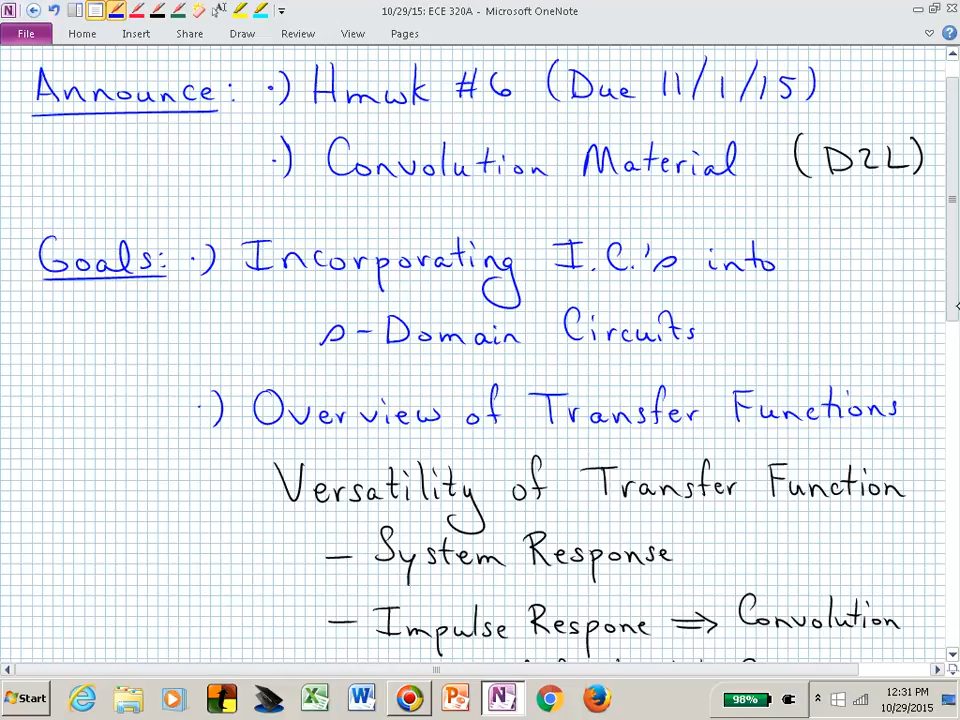 10/29/15: ECE 320A - Microsoft OneNote
File Home Insert Share Draw Review View Pages
Announce: ·) Hmwk #6 (Due 11/1/15)
·) Convolution Material (D2L)
Goals: ·) Incorporating I.C.'s into
s-Domain Circuits
·) Overview of Transfer Functions
Versatility of Transfer Function
- System Response
- Impulse Respone ⇒ Convolution
Start 98% 12:31 PM
10/29/2015